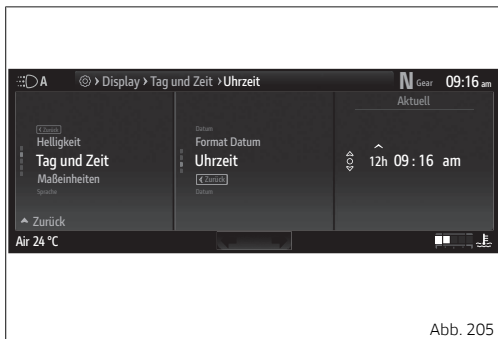 A
Display › Tag und Zeit › Uhrzeit
N Gear
09:16 am
Zurück
Helligkeit
Tag und Zeit
Maßeinheiten
Sprache
Zurück
Datum
Format Datum
Uhrzeit
Zurück
Datum
Aktuell
12h 09 : 16 am
Air 24 °C
Abb. 205